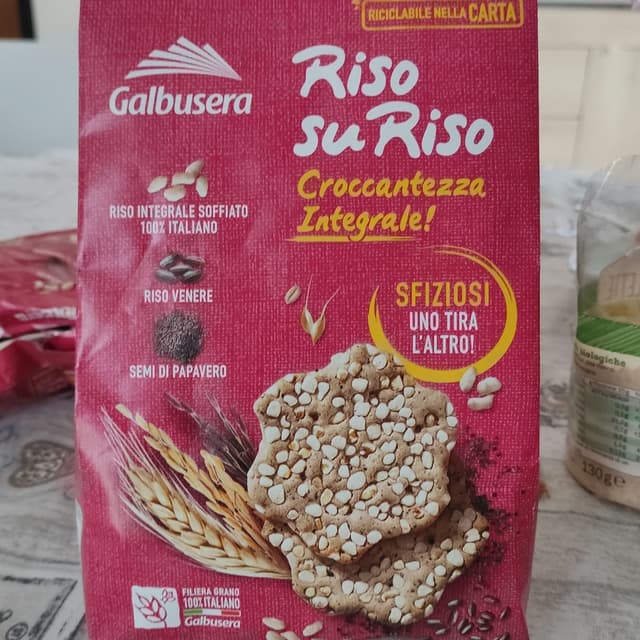 RICICLABILE NELLA CARTA
Galbusera
Riso
su Riso
Croccantezza
Integrale!
RISO INTEGRALE SOFFIATO
100% ITALIANO
RISO VENERE
SEMI DI PAPAVERO
SFIZIOSI
UNO TIRA
L'ALTRO!
FILIERA GRANO
100% ITALIANO
Galbusera
biologiche
130g e